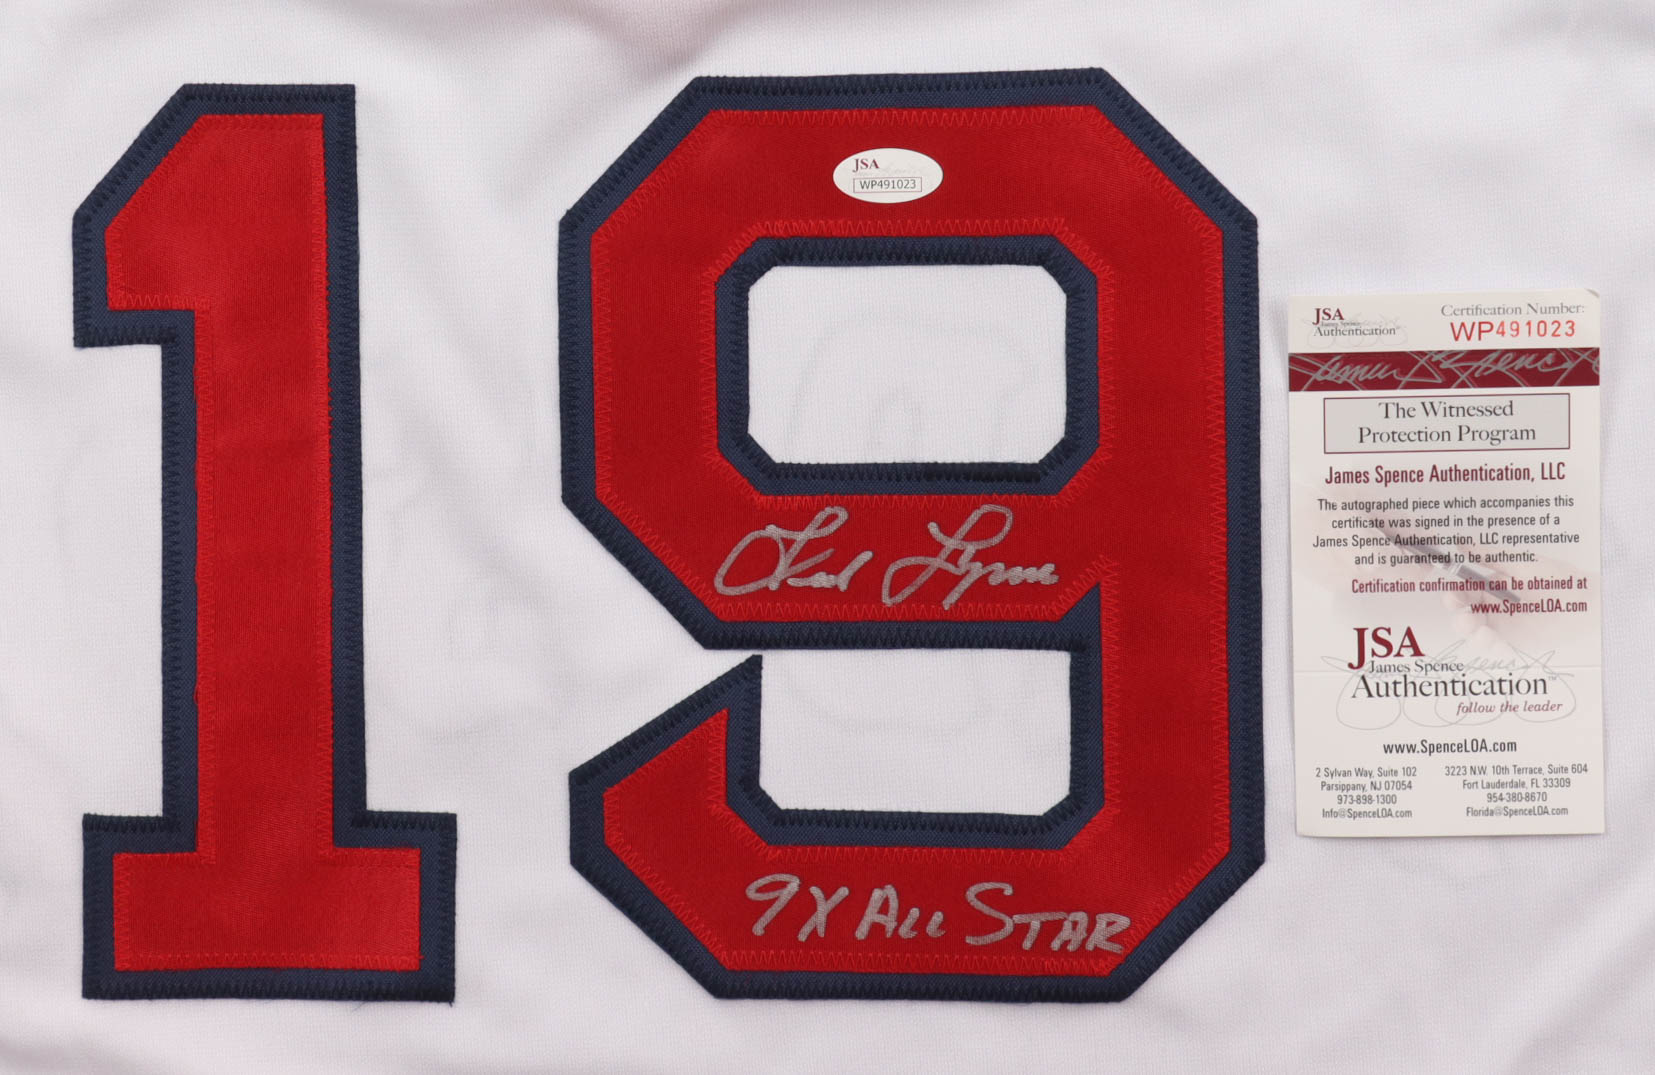 19
JSA
WP491023
Fred Lynn
9X ALL STAR
JSA
James Spence
Authentication
Certification Number:
WP491023
James Spence
The Witnessed
Protection Program
James Spence Authentication, LLC
The autographed piece which accompanies this
certificate was signed in the presence of a
James Spence Authentication, LLC representative
and is guaranteed to be authentic.
Certification confirmation can be obtained at
www.SpenceLOA.com
JSA
James Spence
Authentication™
follow the leader
www.SpenceLOA.com
2 Sylvan Way, Suite 102
Parsippany, NJ 07054
973-898-1300
Info@SpenceLOA.com
3223 N.W. 10th Terrace, Suite 604
Fort Lauderdale, FL 33309
954-380-8670
Florida@SpenceLOA.com